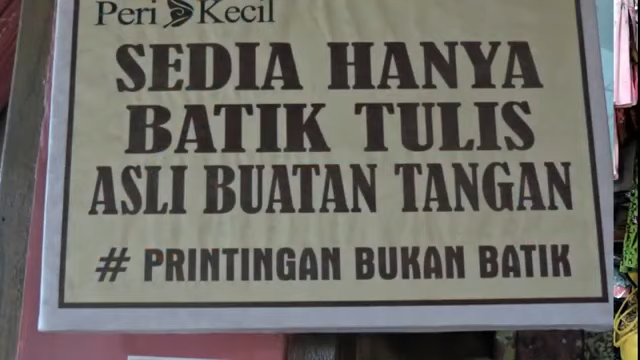 Peri Kecil
SEDIA HANYA
BATIK TULIS
ASLI BUATAN TANGAN
# PRINTINGAN BUKAN BATIK